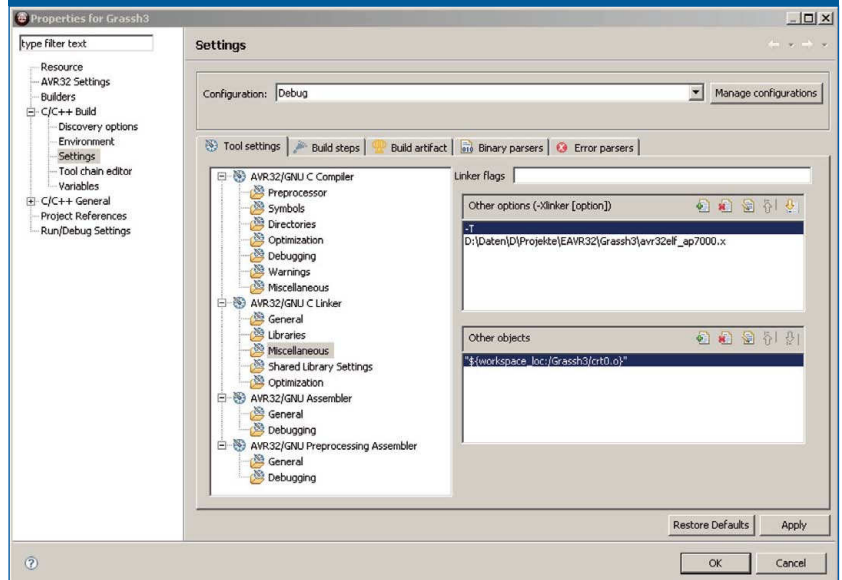 Properties for Grassh3
type filter text
Settings
Resource
AVR32 Settings
Builders
C/C++ Build
Discovery options
Environment
Settings
Tool chain editor
Variables
C/C++ General
Project References
Run/Debug Settings
Configuration: Debug
Manage configurations
Tool settings
Build steps
Build artifact
Binary parsers
Error parsers
AVR32/GNU C Compiler
Preprocessor
Symbols
Directories
Optimization
Debugging
Warnings
Miscellaneous
AVR32/GNU C Linker
General
Libraries
Miscellaneous
Shared Library Settings
Optimization
AVR32/GNU Assembler
General
Debugging
AVR32/GNU Preprocessing Assembler
General
Debugging
Linker flags
Other options (-Xlinker [option])
-T
D:\Daten\D\Projekte\EAVR32\Grassh3\avr32elf_ap7000.x
Other objects
"${workspace_loc:/Grassh3/crt0.o}"
Restore Defaults
Apply
OK
Cancel